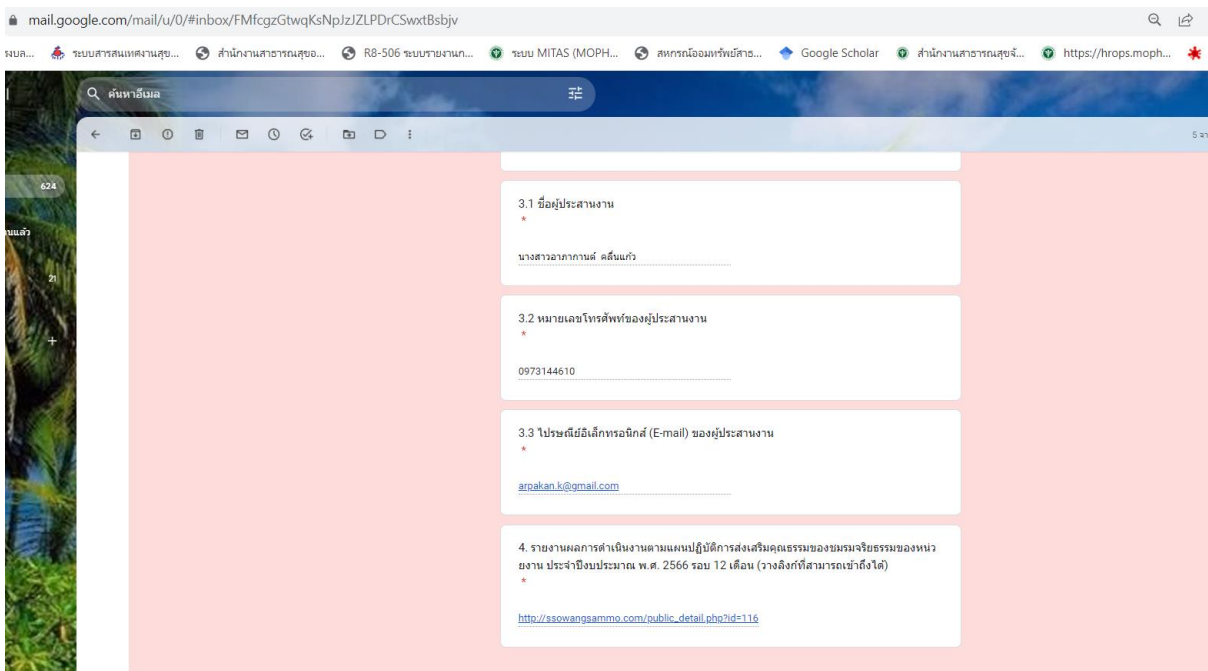 mail.google.com/mail/u/0/#inbox/FMfcgzGtwqKsNpJzJZLPDrCSwxtBsbjv
ผบล... ระบบสารสนเทศงานสุข... สำนักงานสาธารณสุขอ... R8-506 ระบบรายงานก... ระบบ MITAS (MOPH... สหกรณ์ออมทรัพย์สาธ... Google Scholar สำนักงานสาธารณสุขจั... https://hrops.moph...
ค้นหาอีเมล
5 จา
624
านแล้ว
21
3.1 ชื่อผู้ประสานงาน
*
นางสาวอาภากานต์ คลื่นแก้ว
3.2 หมายเลขโทรศัพท์ของผู้ประสานงาน
*
0973144610
3.3 ไปรษณีย์อิเล็กทรอนิกส์ (E-mail) ของผู้ประสานงาน
*
arpakan.k@gmail.com
4. รายงานผลการดำเนินงานตามแผนปฏิบัติการส่งเสริมคุณธรรมของชมรมจริยธรรมของหน่ว
ยงาน ประจำปีงบประมาณ พ.ศ. 2566 รอบ 12 เดือน (วางลิงก์ที่สามารถเข้าถึงได้)
*
http://ssowangsammo.com/public_detail.php?id=116